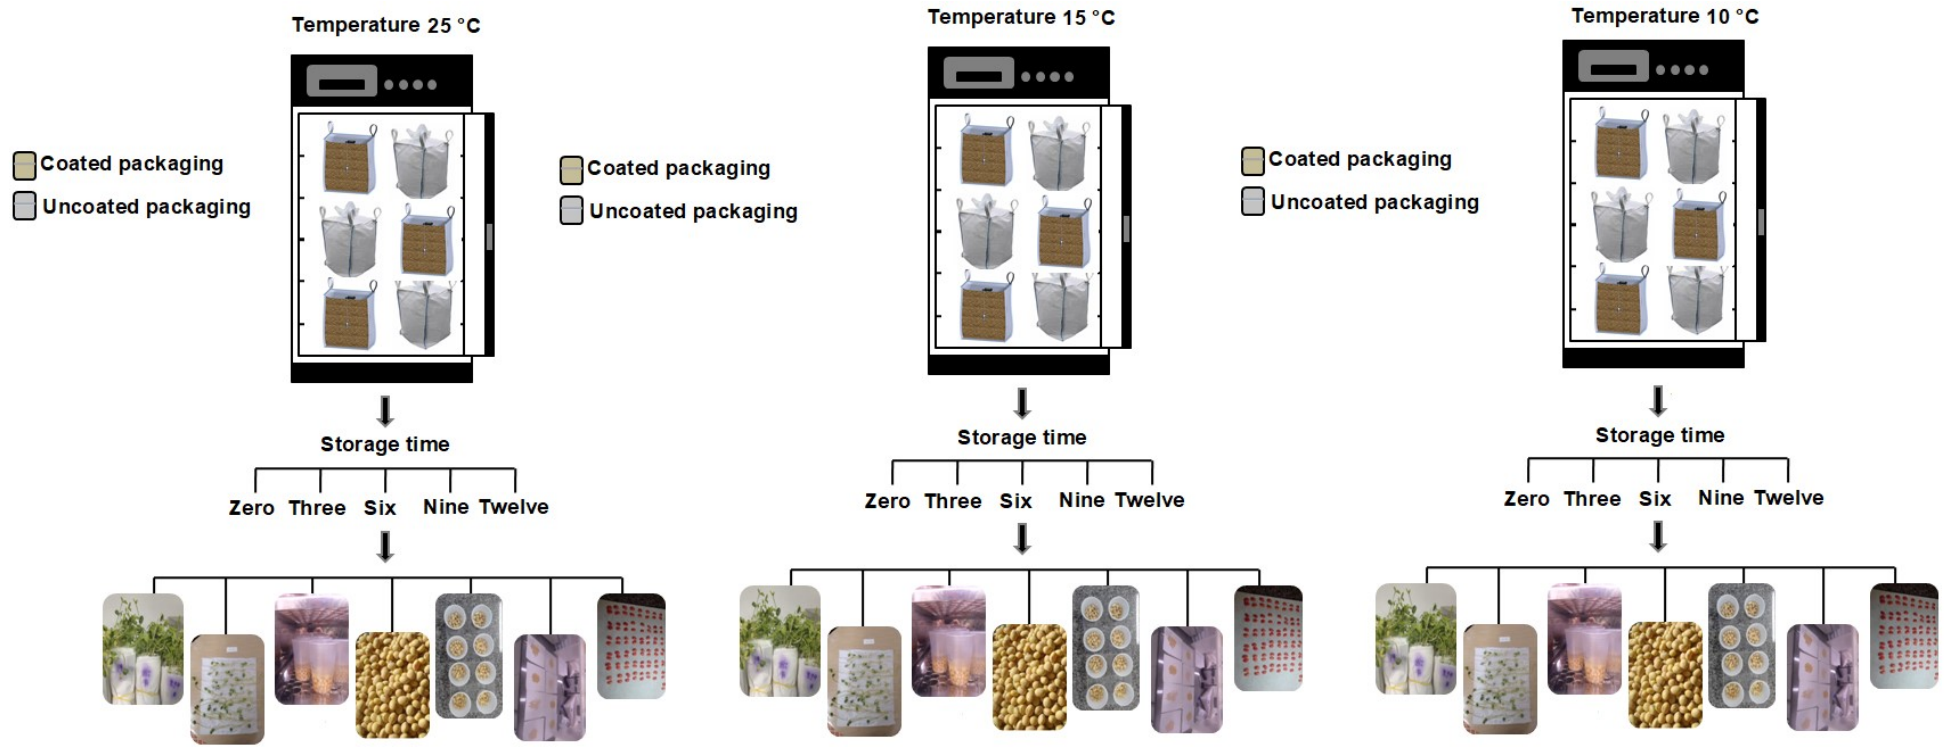 Temperature 25 °C
Coated packaging
Uncoated packaging
Storage time
Zero Three Six Nine Twelve
Temperature 15 °C
Coated packaging
Uncoated packaging
Storage time
Zero Three Six Nine Twelve
Temperature 10 °C
Coated packaging
Uncoated packaging
Storage time
Zero Three Six Nine Twelve